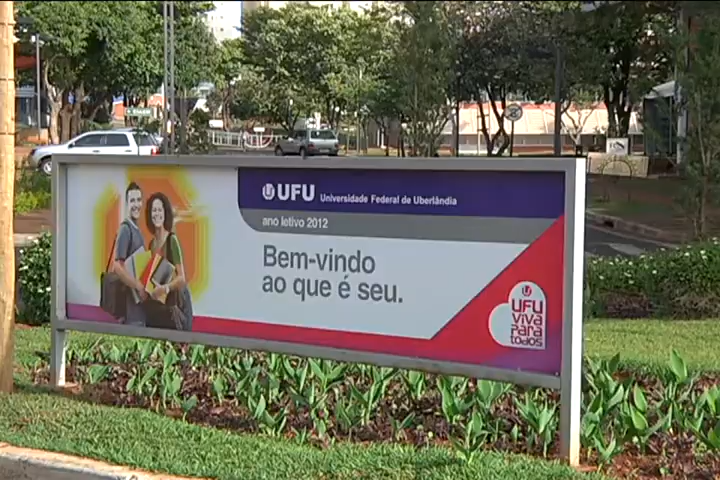 UFU Universidade Federal de Uberlândia
ano letivo 2012
Bem-vindo
ao que é seu.
UFU
viva
para
todos